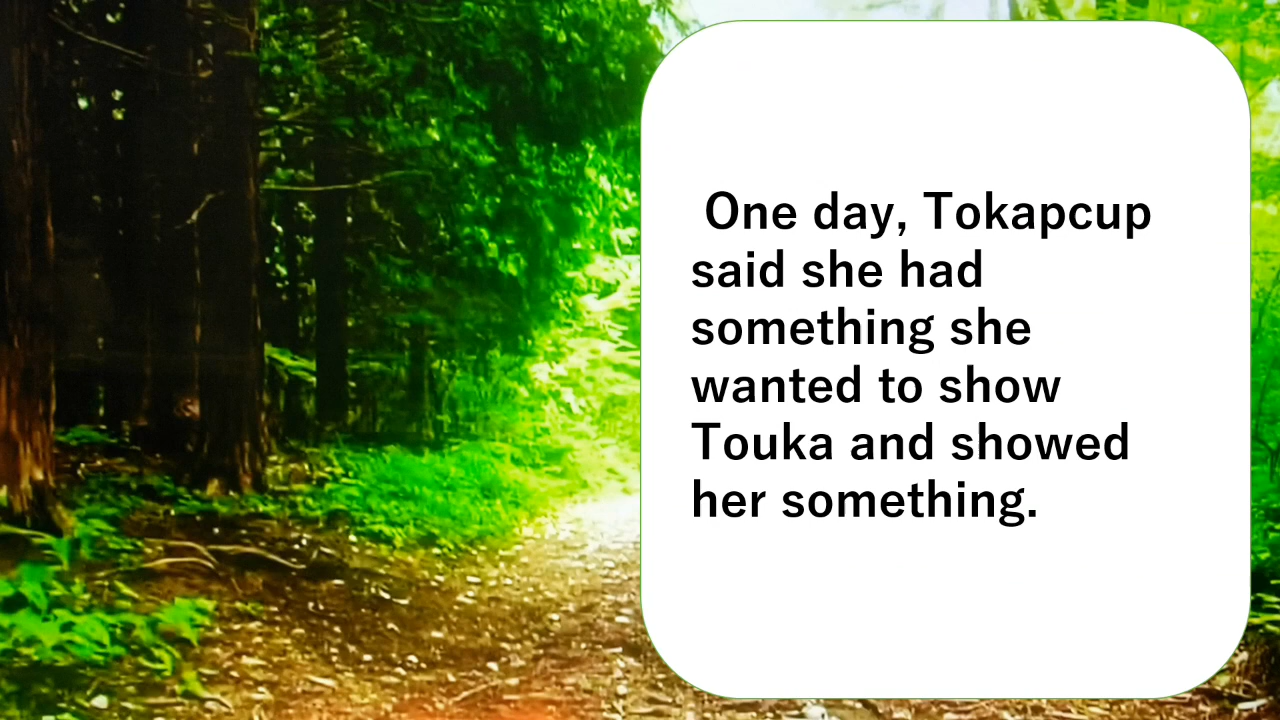 One day, Tokapcup
said she had
something she
wanted to show
Touka and showed
her something.